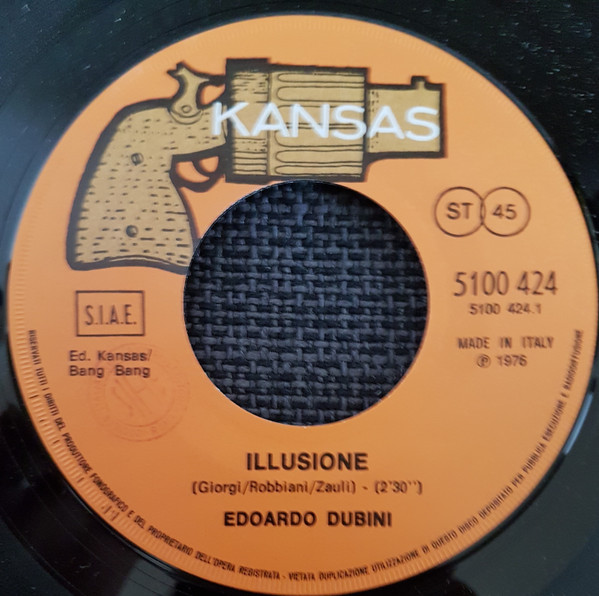 KANSAS
ST 45
5100 424
5100 424.1
S.I.A.E.
MADE IN ITALY
Ed. Kansas/
Ⓟ 1976
Bang Bang
ILLUSIONE
(Giorgi/Robbiani/Zauli) - (2'30'')
EDOARDO DUBINI
RISERVATI TUTTI I DIRITTI DEL PRODUTTORE FONOGRAFICO E DEL PROPRIETARIO DELL'OPERA REGISTRATA - VIETATA DUPLICAZIONE UTILIZZAZIONE DI QUESTO DISCO DEPOSITATO PER PUBBLICA ESECUZIONE E RADIODIFFUSIONE